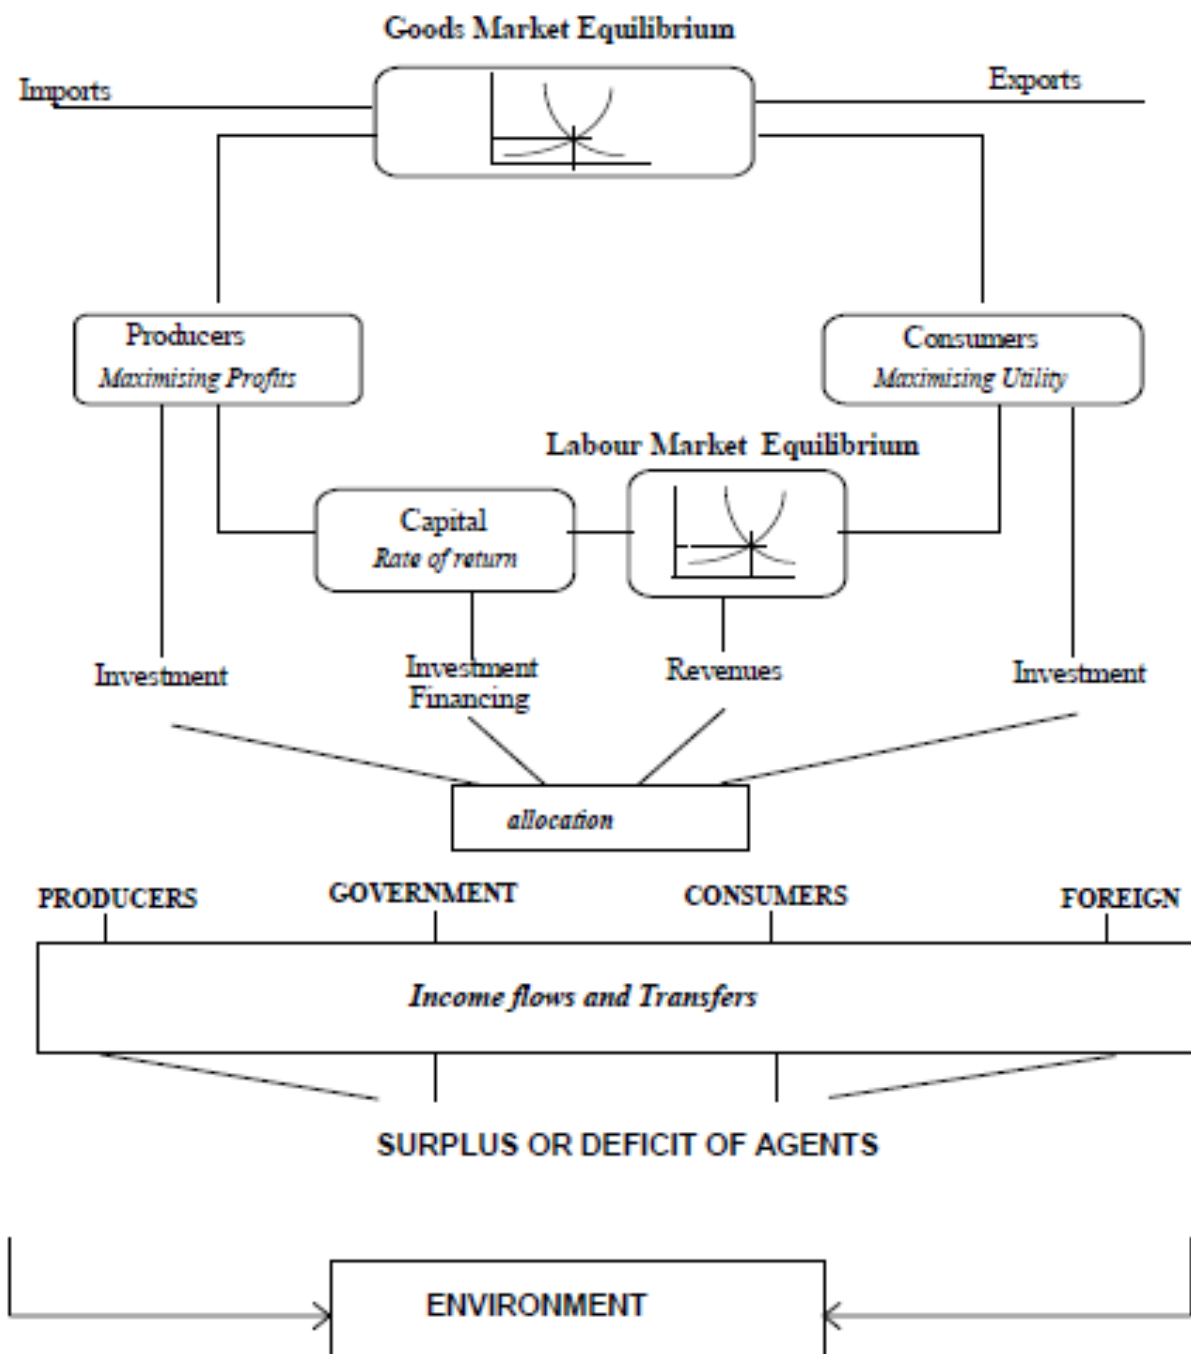 Goods Market Equilibrium
Imports
Exports
Producers
Maximising Profits
Consumers
Maximising Utility
Labour Market Equilibrium
Capital
Rate of return
Investment
Investment
Financing
Revenues
Investment
allocation
PRODUCERS
GOVERNMENT
CONSUMERS
FOREIGN
Income flows and Transfers
SURPLUS OR DEFICIT OF AGENTS
ENVIRONMENT